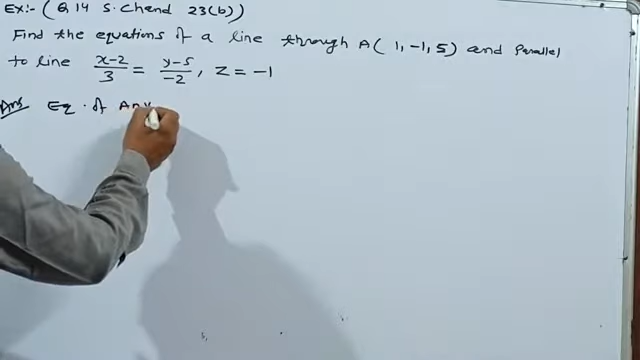 Ex:- (Q.14 S.Chand 23(b))
Find the equations of a line through A(1, -1, 5) and Parallel
to line x-2/3 = y-5/-2, z = -1
Ans Eq. of Any